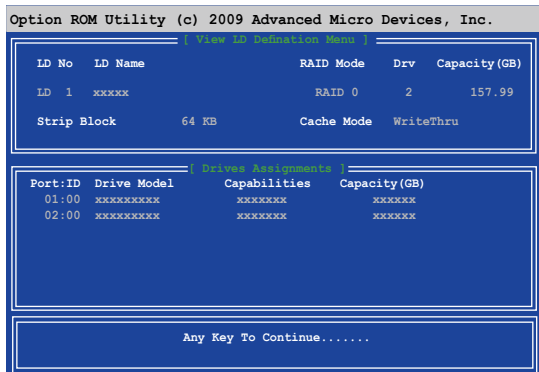 Option ROM Utility (c) 2009 Advanced Micro Devices, Inc.
[ View LD Defination Menu ]
LD No LD Name RAID Mode Drv Capacity(GB)
LD 1 xxxxx RAID 0 2 157.99
Strip Block 64 KB Cache Mode WriteThru
[ Drives Assignments ]
Port:ID Drive Model Capabilities Capacity(GB)
01:00 xxxxxxxxx xxxxxxx xxxxxx
02:00 xxxxxxxxx xxxxxxx xxxxxx
Any Key To Continue.......